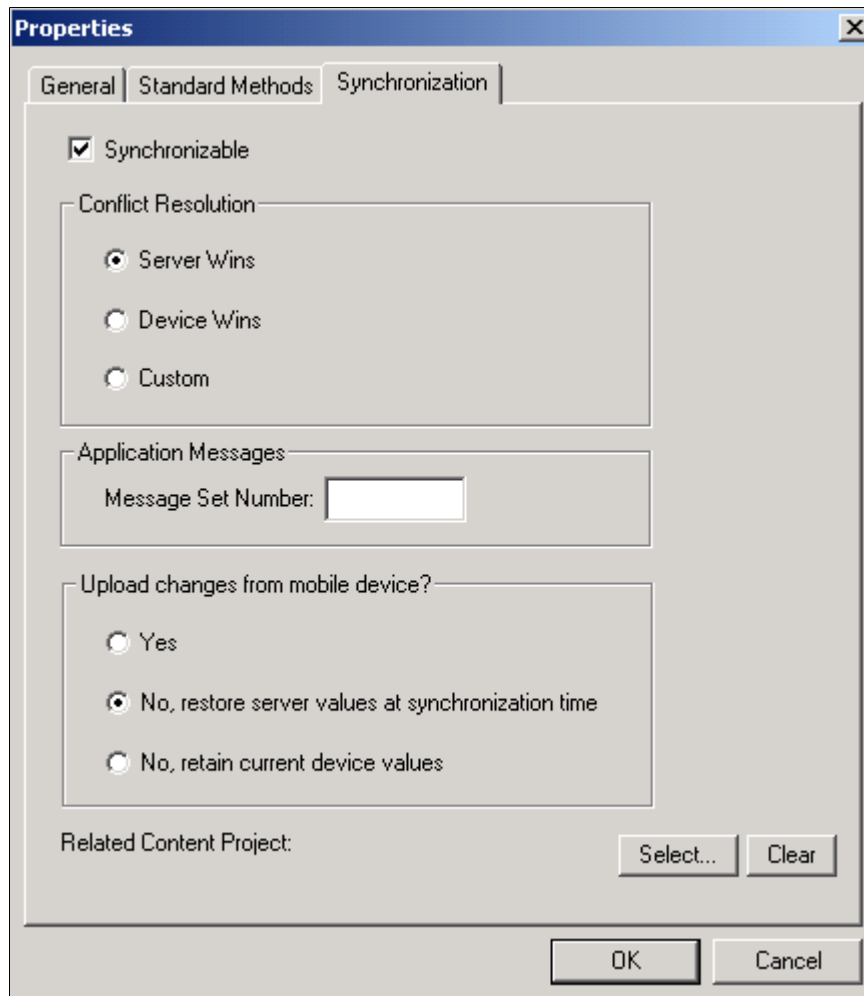 Properties
General
Standard Methods
Synchronization
Synchronizable
Conflict Resolution
Server Wins
Device Wins
Custom
Application Messages
Message Set Number:
Upload changes from mobile device?
Yes
No, restore server values at synchronization time
No, retain current device values
Related Content Project:
Select...
Clear
OK
Cancel